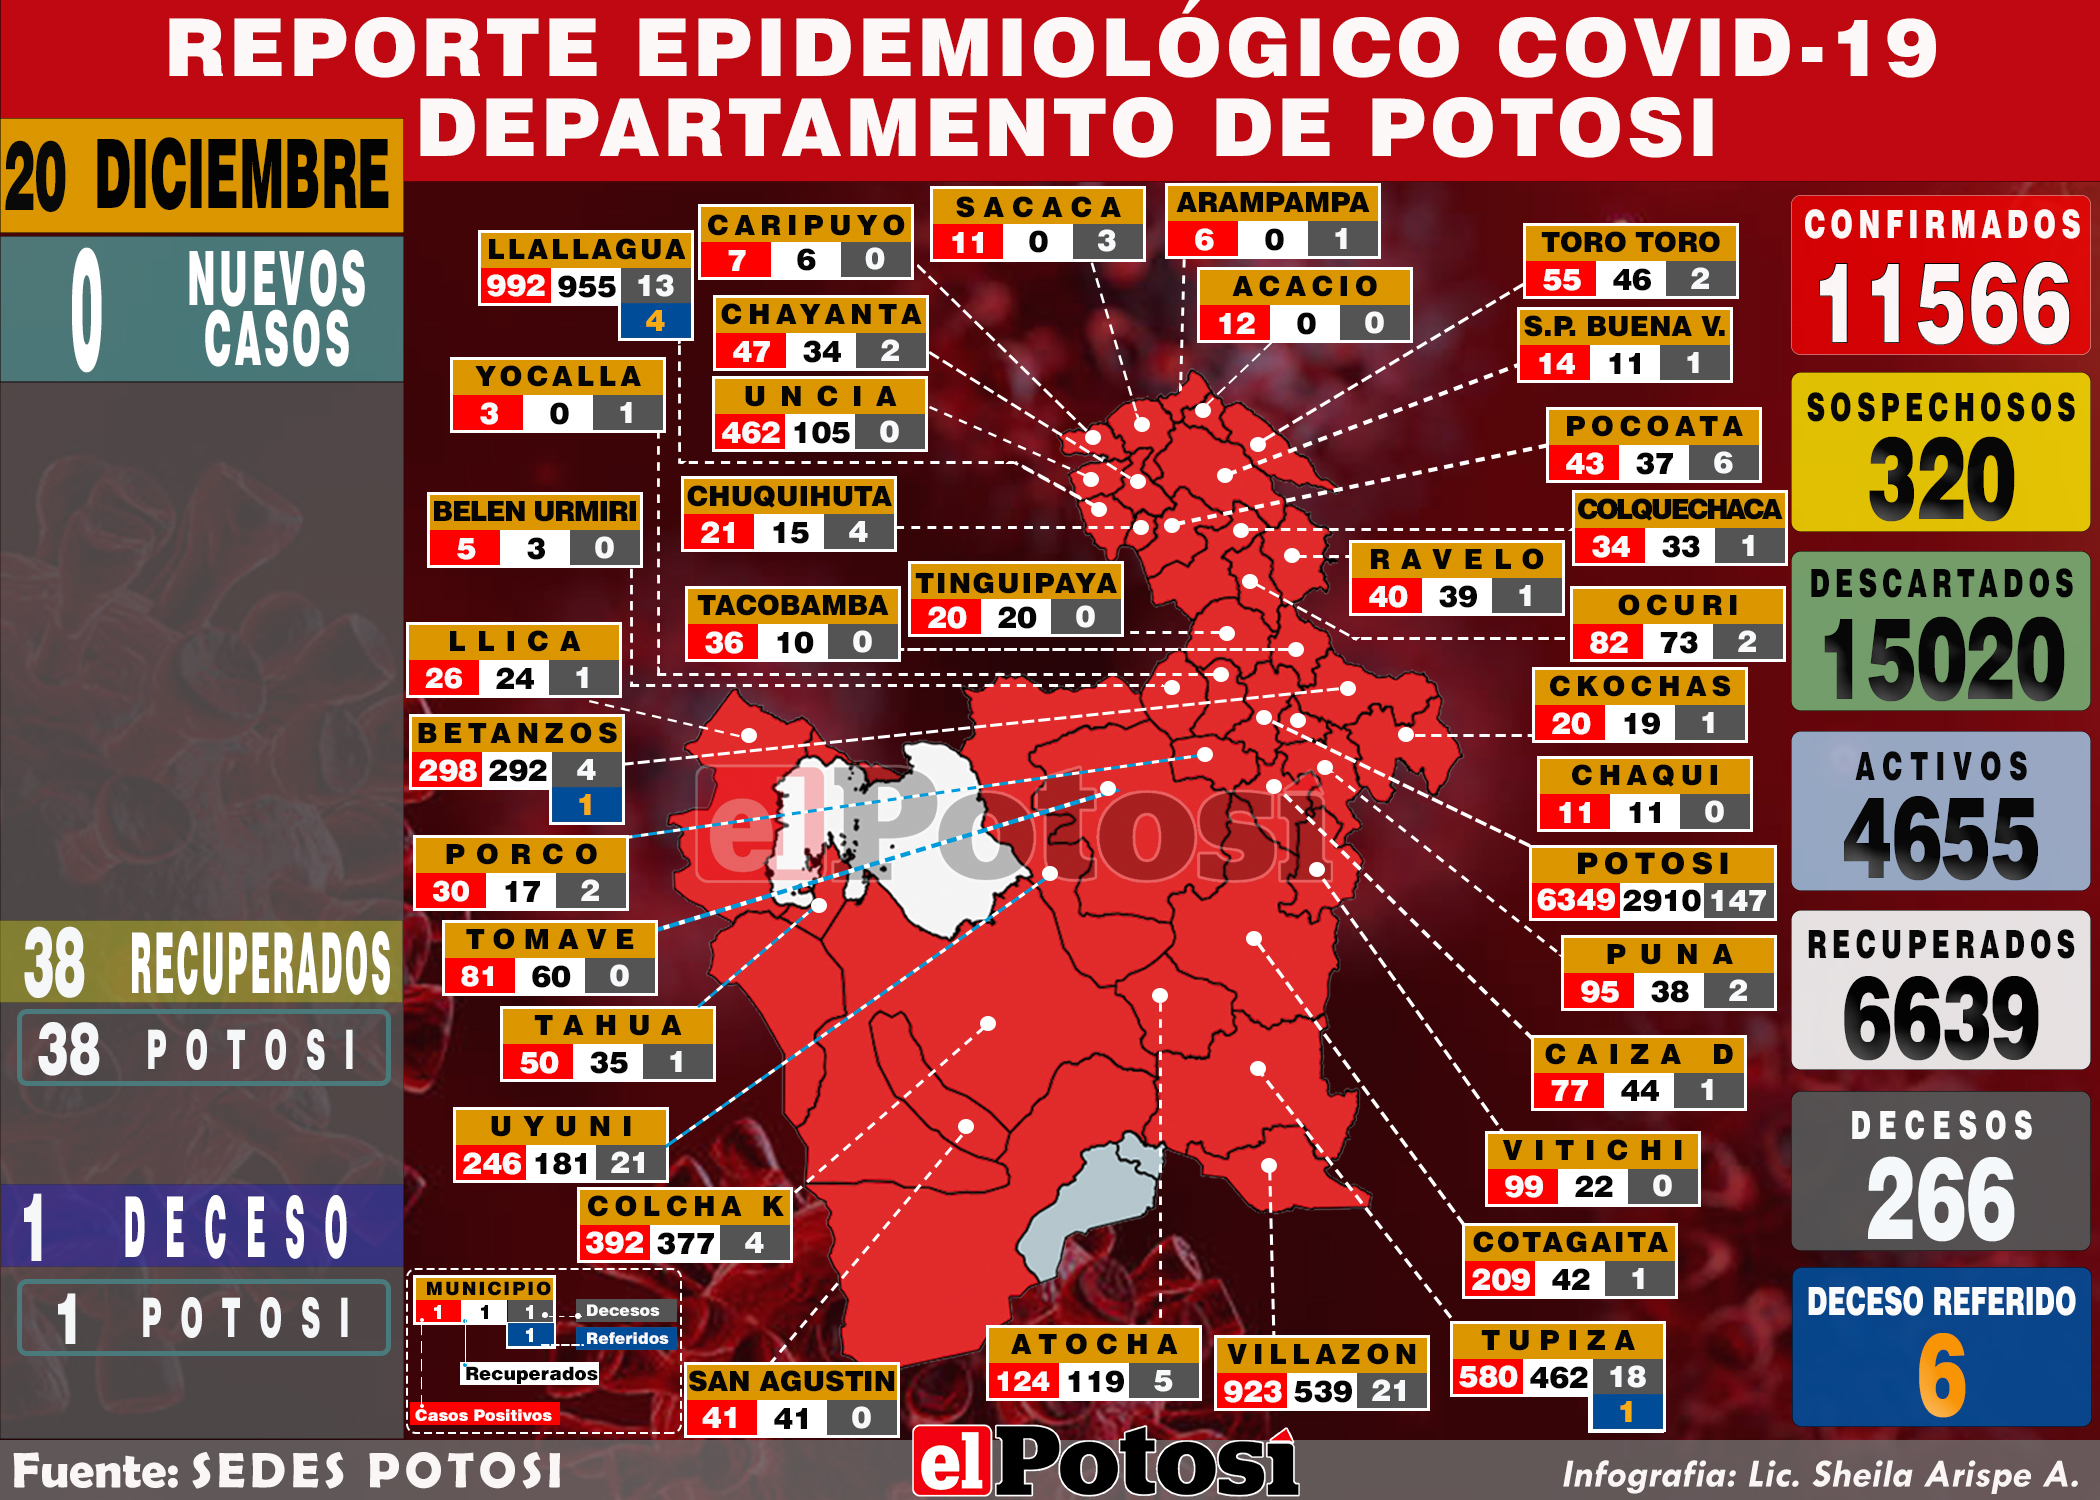 REPORTE EPIDEMIOLÓGICO COVID-19
DEPARTAMENTO DE POTOSI
20 DICIEMBRE
0 NUEVOS
CASOS
38 RECUPERADOS
38 POTOSI
1 DECESO
1 POTOSI
LLALLAGUA
992 955 13
4
CARIPUYO
7 6 0
SACACA
11 0 3
ARAMPAMPA
6 0 1
ACACIO
12 0 0
TORO TORO
55 46 2
S.P. BUENA V.
14 11 1
CHAYANTA
47 34 2
YOCALLA
3 0 1
UNCIA
462 105 0
POCOATA
43 37 6
BELEN URMIRI
5 3 0
CHUQUIHUTA
21 15 4
COLQUECHACA
34 33 1
RAVELO
40 39 1
TINGUIPAYA
20 20 0
TACOBAMBA
36 10 0
OCURI
82 73 2
LLICA
26 24 1
CKOCHAS
20 19 1
BETANZOS
298 292 4
1
CHAQUI
11 11 0
PORCO
30 17 2
POTOSI
6349 2910 147
TOMAVE
81 60 0
PUNA
95 38 2
TAHUA
50 35 1
CAIZA D
77 44 1
UYUNI
246 181 21
VITICHI
99 22 0
COLCHA K
392 377 4
COTAGAITA
209 42 1
SAN AGUSTIN
41 41 0
ATOCHA
124 119 5
VILLAZON
923 539 21
TUPIZA
580 462 18
1
el Potosí
MUNICIPIO
1 1 1 Decesos
1 Referidos
Recuperados
Casos Positivos
CONFIRMADOS
11566
SOSPECHOSOS
320
DESCARTADOS
15020
ACTIVOS
4655
RECUPERADOS
6639
DECESOS
266
DECESO REFERIDO
6
Fuente: SEDES POTOSI
el Potosí
Infografia: Lic. Sheila Arispe A.